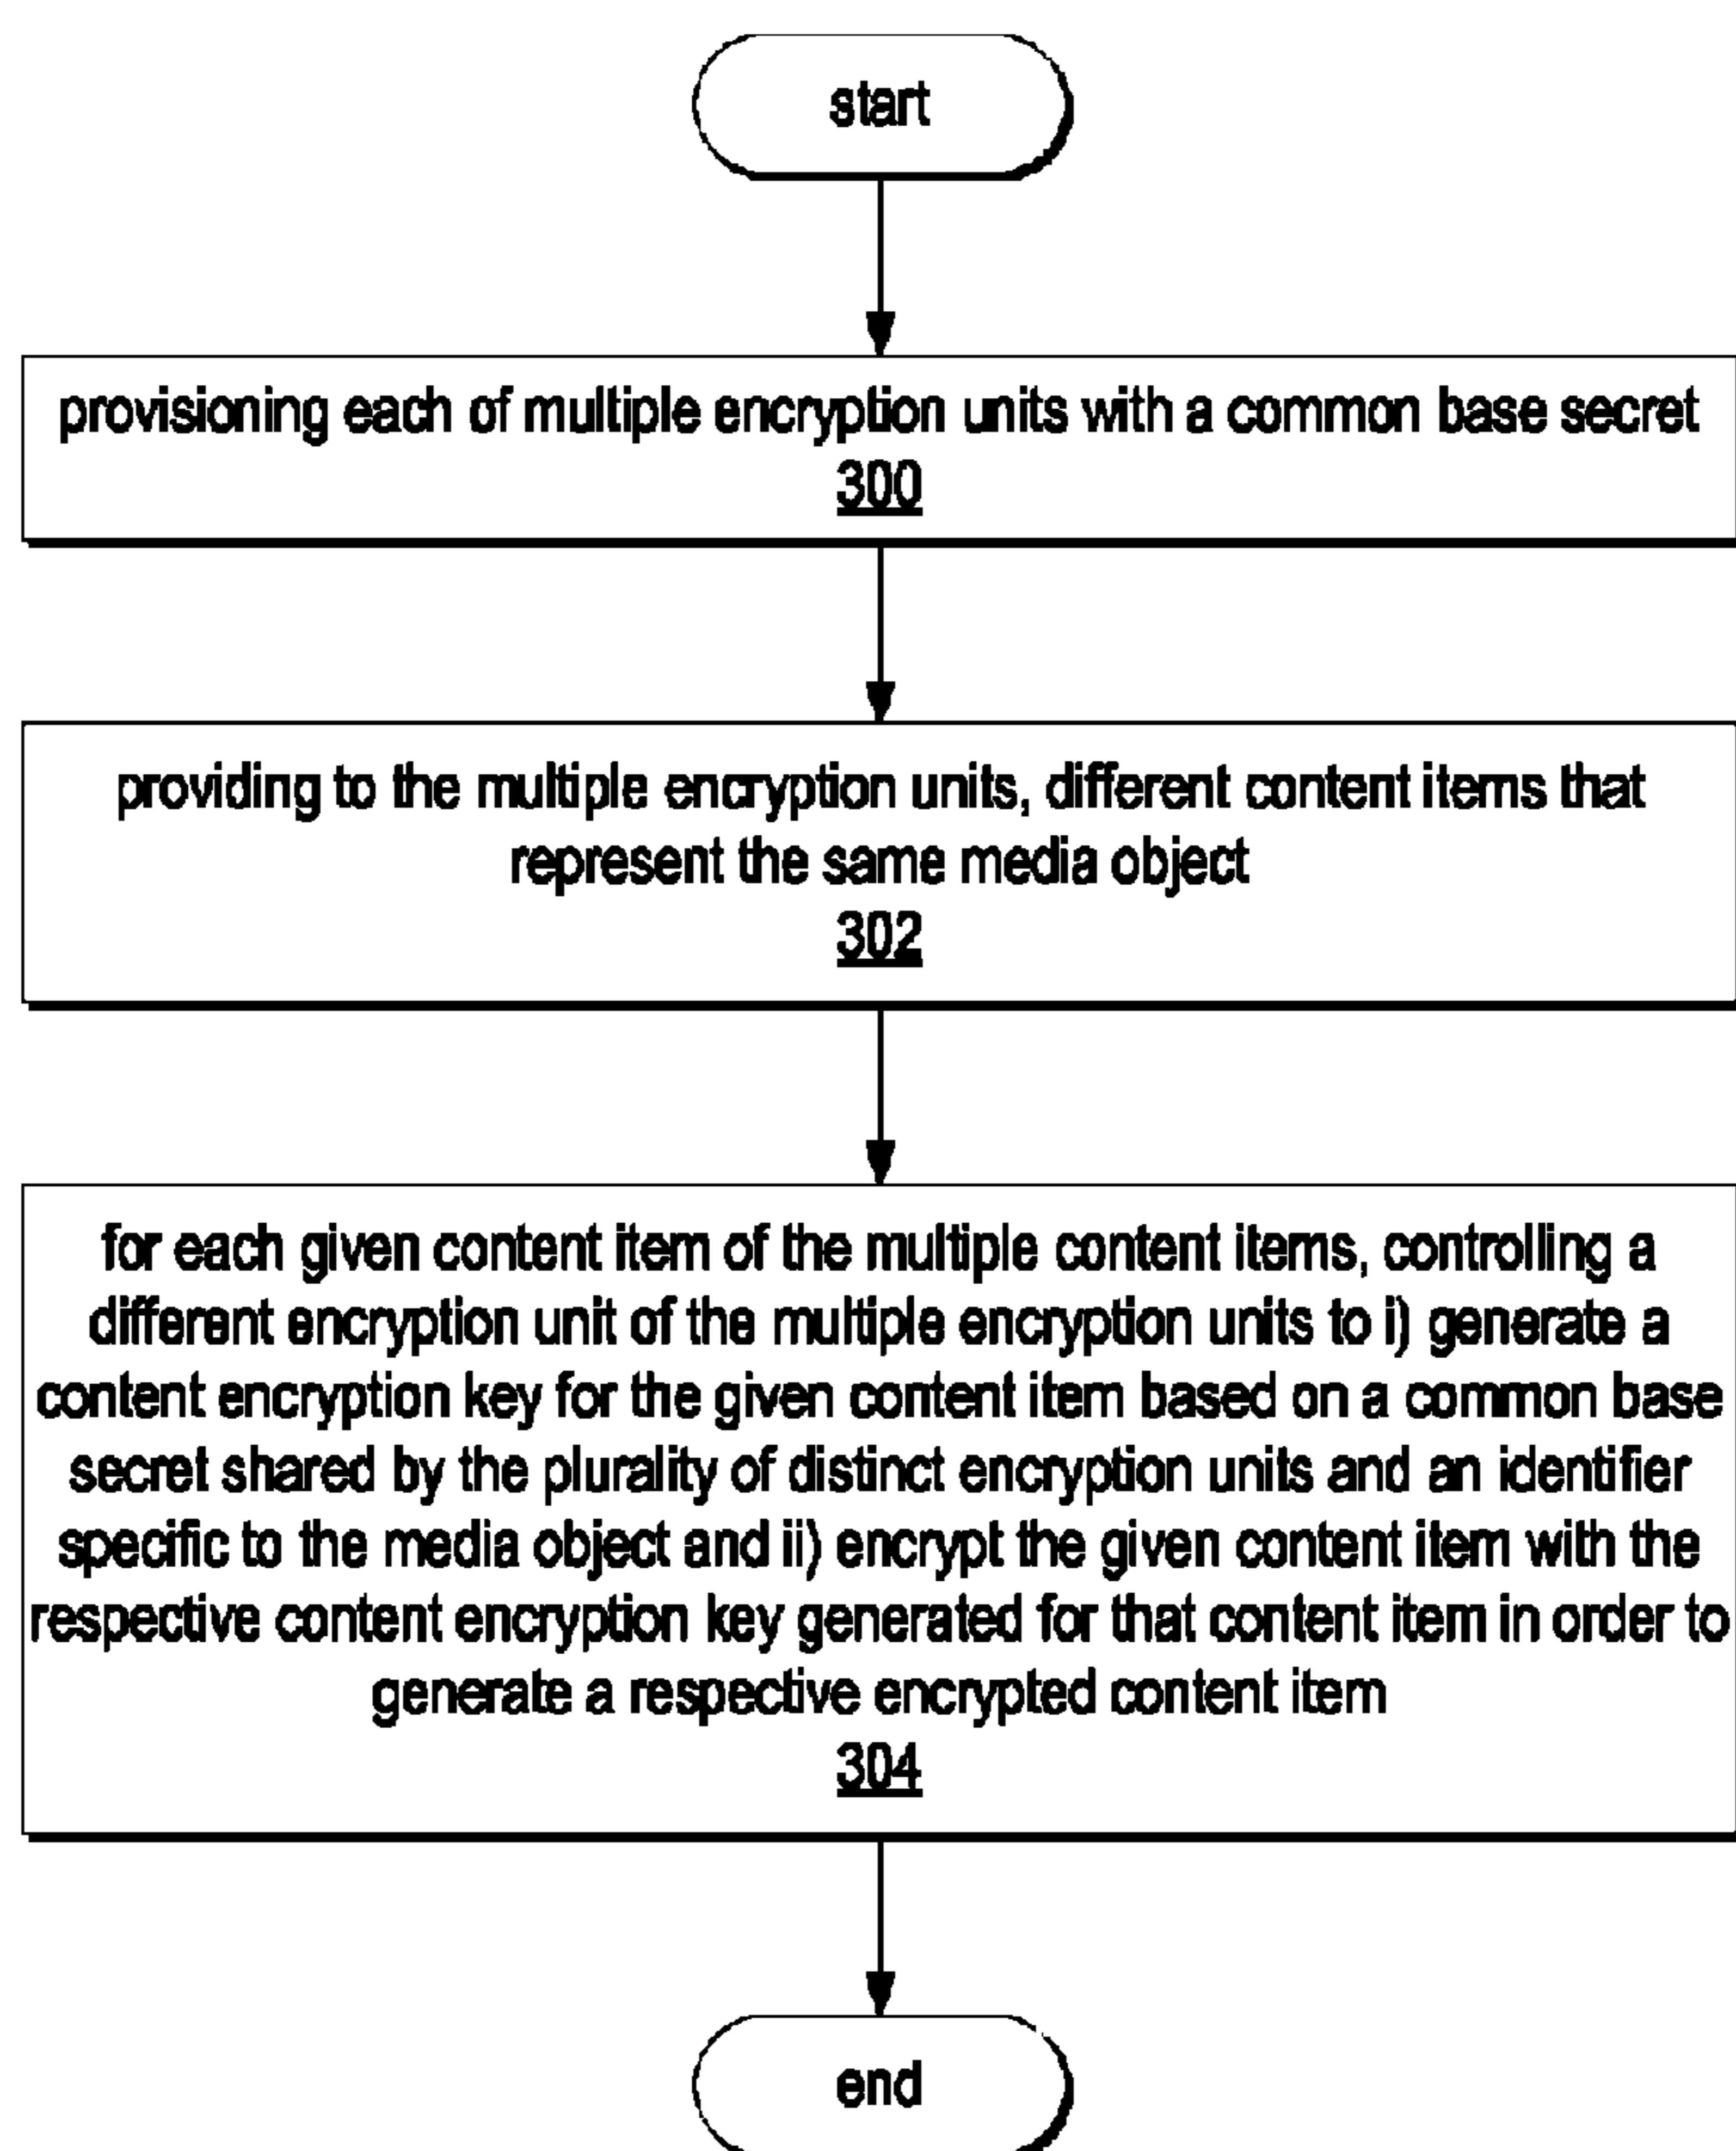 start
provisioning each of multiple encryption units with a common base secret
300
providing to the multiple encryption units, different content items that
represent the same media object
302
for each given content item of the multiple content items, controlling a
different encryption unit of the multiple encryption units to i) generate a
content encryption key for the given content item based on a common base
secret shared by the plurality of distinct encryption units and an identifier
specific to the media object and ii) encrypt the given content item with the
respective content encryption key generated for that content item in order to
generate a respective encrypted content item
304
end